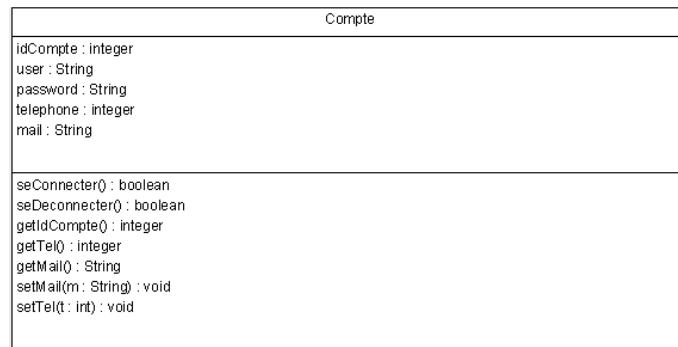 Compte
idCompte : integer
user : String
password : String
telephone : integer
mail : String
seConnecter() : boolean
seDeconnecter() : boolean
getIdCompte() : integer
getTel() : integer
getMail() : String
setMail(m : String) : void
setTel(t : int) : void